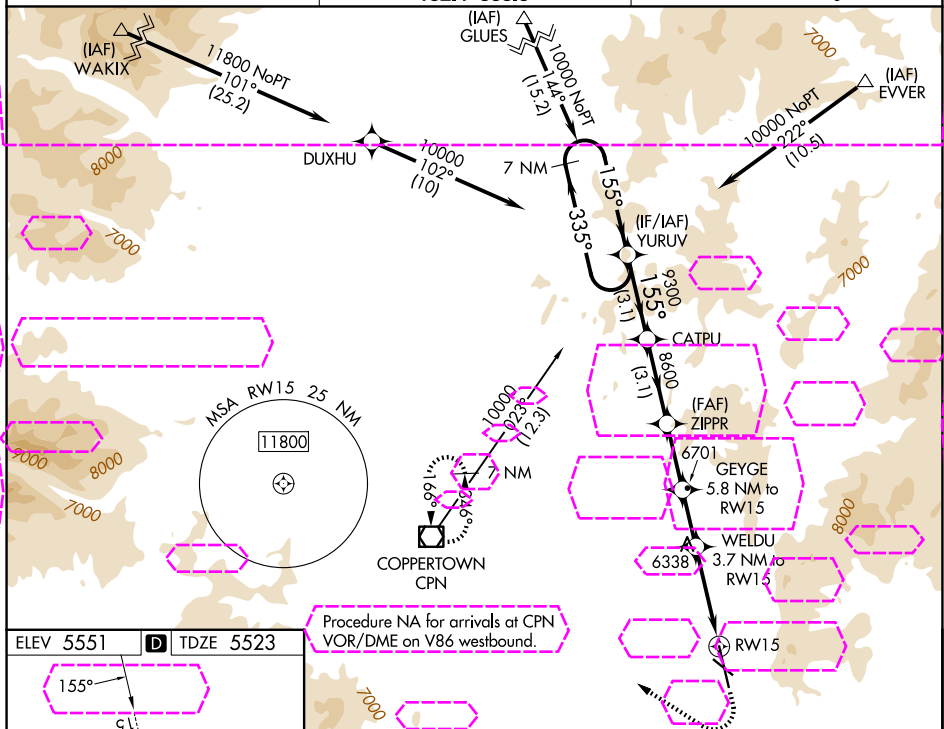 (IAF)
GLUES
(IAF)
WAKIX
11800 NoPT
101°
(25.2)
10000 NoPT
144°
(15.2)
7000
(IAF)
EVVER
10000 NoPT
222°
(10.5)
8000
DUXHU
10000
102°
(10)
7 NM
155°
335°
7000
(IF/IAF)
YURUV
7000
9300
155°
(3.1)
CATPU
8600
(3.1)
(FAF)
ZIPPR
MSA RW15 25 NM
11800
10000
023°
(12.3)
7 NM
166°
346°
COPPERTOWN
CPN
9000
8000
7000
6701
GEYGE
5.8 NM to
RW15
8000
WELDU
3.7 NM to
RW15
6338
Procedure NA for arrivals at CPN
VOR/DME on V86 westbound.
RW15
ELEV 5551 D TDZE 5523
155°
15
7000